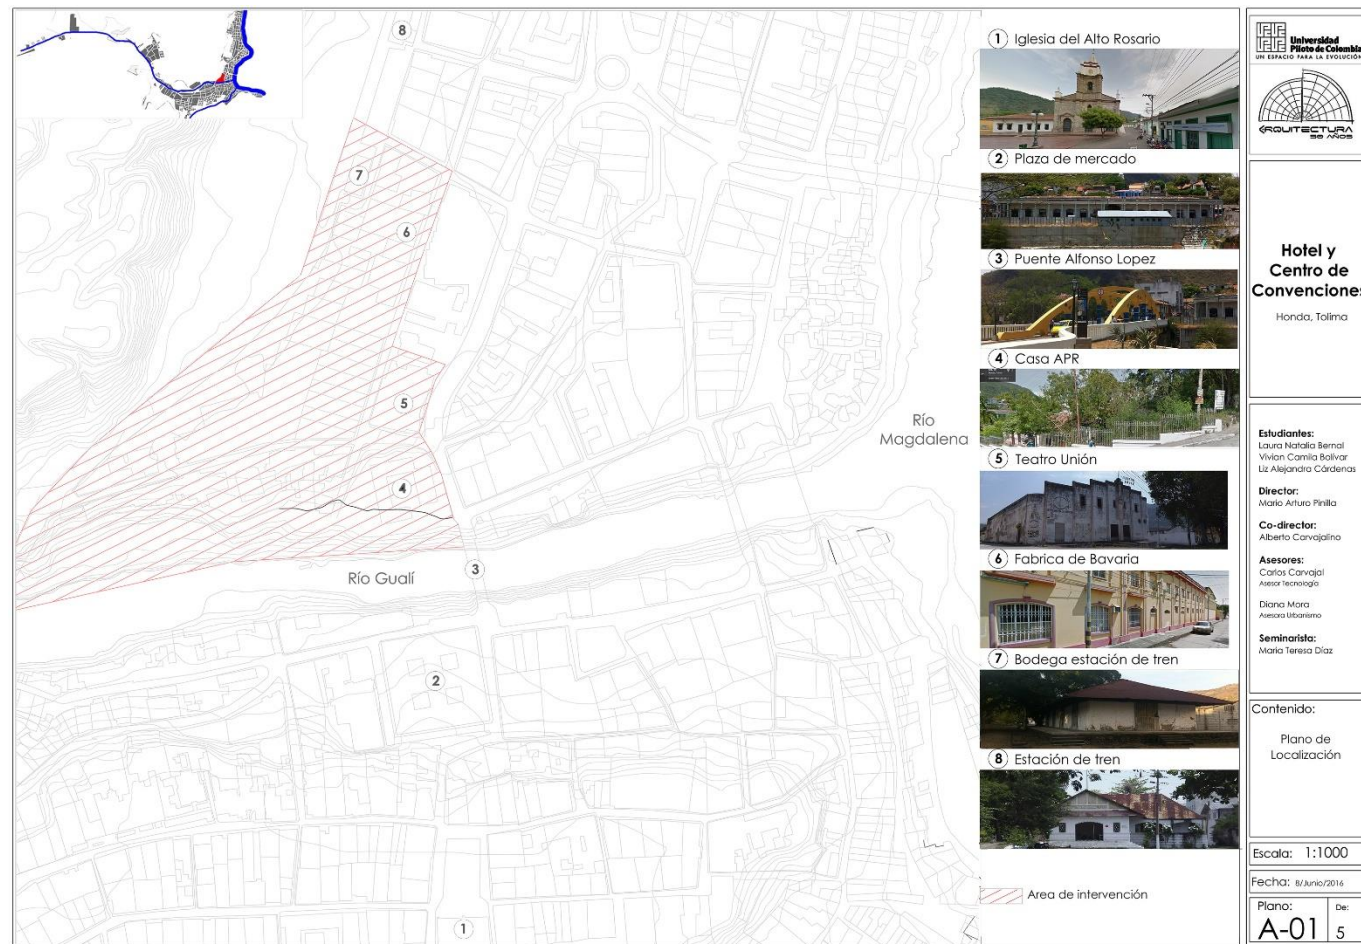 8
7
6
5
4
3
2
1
Río
Magdalena
Río Gualí
1 Iglesia del Alto Rosario
2 Plaza de mercado
3 Puente Alfonso Lopez
4 Casa APR
5 Teatro Unión
6 Fabrica de Bavaria
7 Bodega estación de tren
8 Estación de tren
Area de intervención
Universidad
Piloto de Colombia
UN ESPACIO PARA LA EVOLUCIÓN
ARQUITECTURA
50 AÑOS
Hotel y
Centro de
Convenciones
Honda, Tolima
Estudiantes:
Laura Natalia Bernal
Vivian Camila Bolívar
Liz Alejandra Cárdenas
Director:
Mario Arturo Pinilla
Co-director:
Alberto Carvajalino
Asesores:
Carlos Carvajal
Asesor Tecnología
Diana Mora
Asesora Urbanismo
Seminarista:
Maria Teresa Díaz
Contenido:
Plano de
Localización
Escala: 1:1000
Fecha: 8/Junio/2016
Plano: De:
A-01 5